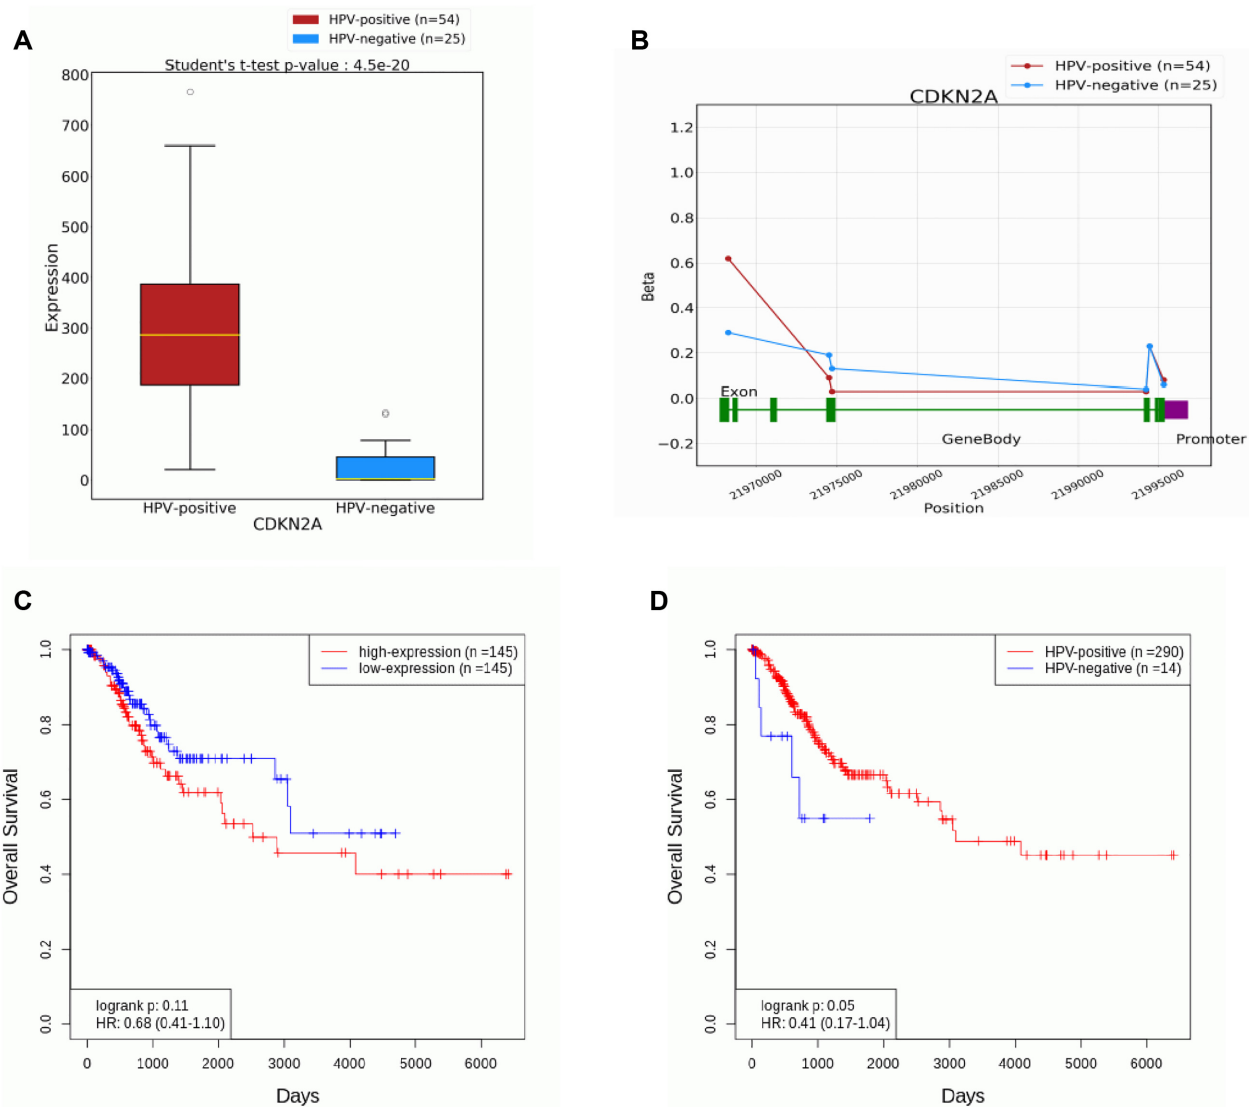 A
HPV-positive (n=54)
HPV-negative (n=25)
Student's t-test p-value : 4.5e-20
800
700
600
500
400
300
200
100
0
Expression
HPV-positive
HPV-negative
CDKN2A
B
HPV-positive (n=54)
HPV-negative (n=25)
CDKN2A
1.2
1.0
0.8
0.6
0.4
0.2
0.0
−0.2
Beta
Exon
GeneBody
Promoter
21970000
21975000
21980000
21985000
21990000
21995000
Position
C
high-expression (n =145)
low-expression (n =145)
1.0
0.8
0.6
0.4
0.2
0.0
Overall Survival
logrank p: 0.11
HR: 0.68 (0.41-1.10)
0 1000 2000 3000 4000 5000 6000
Days
D
HPV-positive (n =290)
HPV-negative (n =14)
1.0
0.8
0.6
0.4
0.2
0.0
Overall Survival
logrank p: 0.05
HR: 0.41 (0.17-1.04)
0 1000 2000 3000 4000 5000 6000
Days